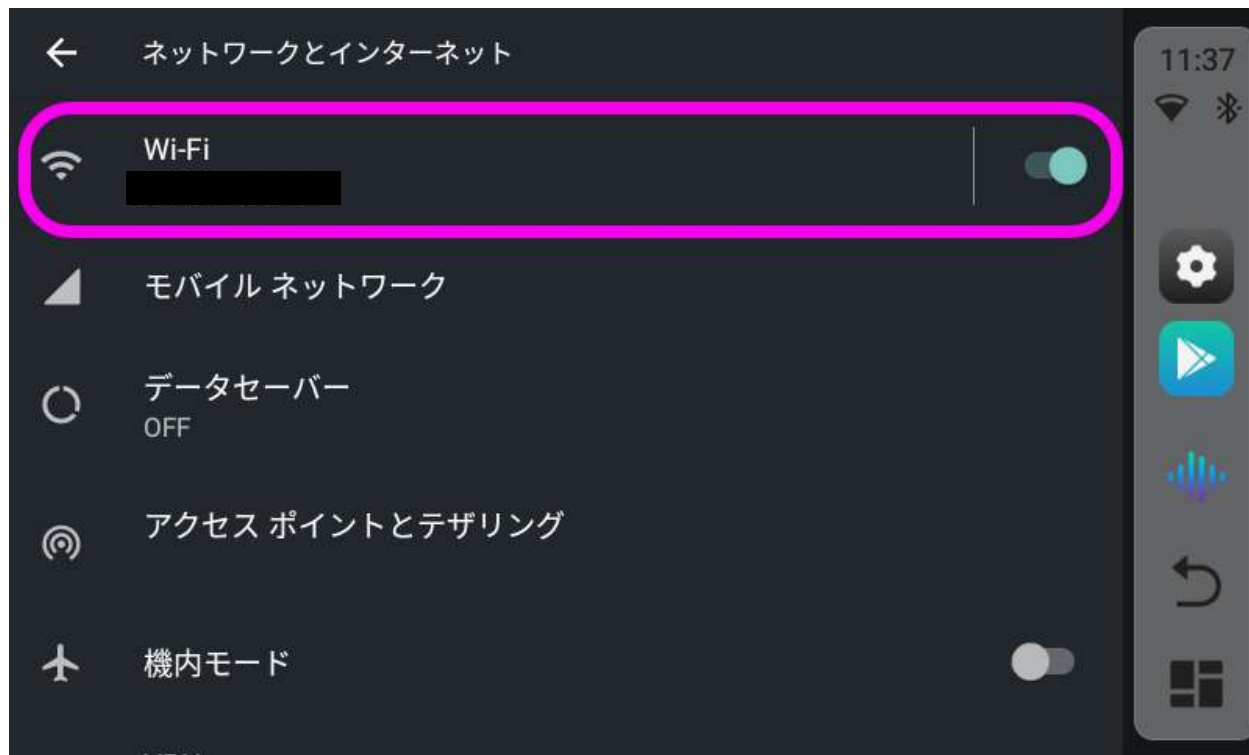 ネットワークとインターネット
11:37
Wi-Fi
モバイル ネットワーク
データセーバー
OFF
アクセス ポイントとテザリング
機内モード